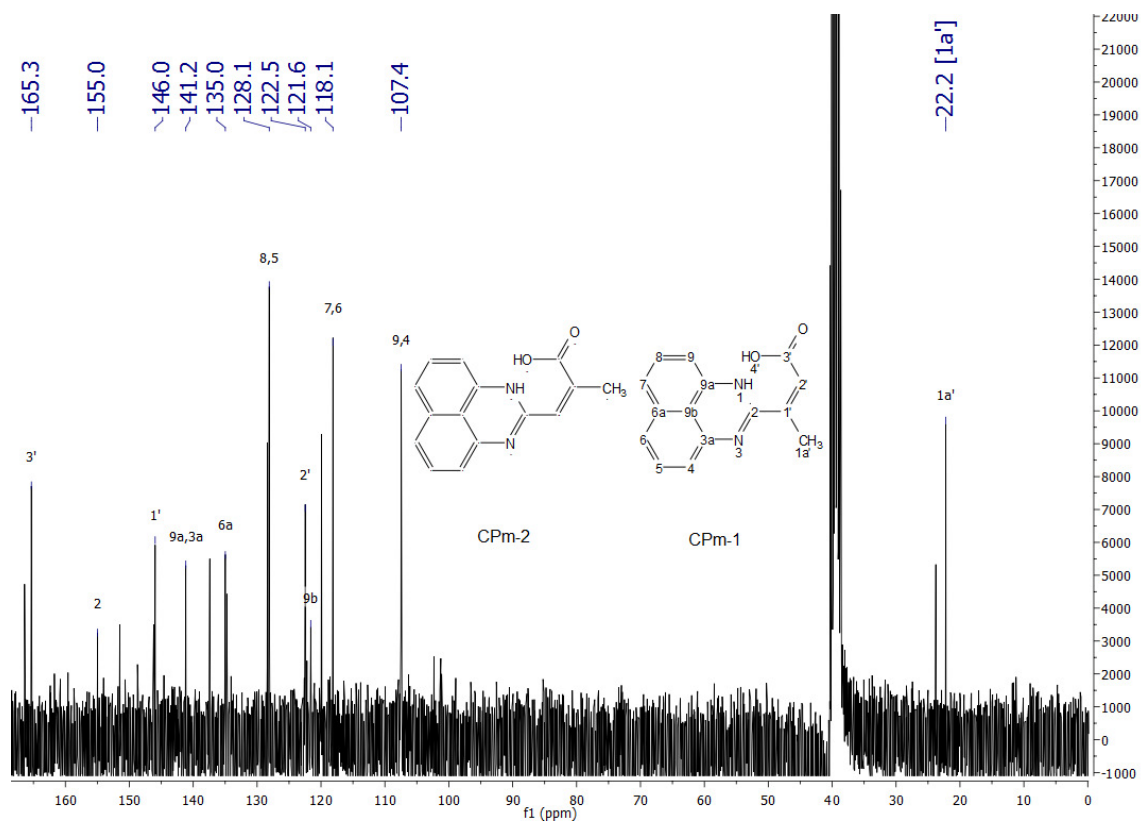 165.3
155.0
146.0
141.2
135.0
128.1
122.5
121.6
118.1
107.4
22.2 [1a']
22000
21000
20000
19000
18000
17000
16000
15000
14000
13000
12000
11000
10000
9000
8000
7000
6000
5000
4000
3000
2000
1000
0
-1000
8,5
7,6
9,4
3'
2'
1'
9a,3a
6a
2
9b
1a'
O
HO
NH
CH3
N
CPm-2
O
3'
HO
4'
2'
8
9
7
9a
NH
1
6a
9b
2
1'
6
3a
N
3
CH3
1a'
5
4
CPm-1
160 150 140 130 120 110 100 90 80 70 60 50 40 30 20 10 0
f1 (ppm)